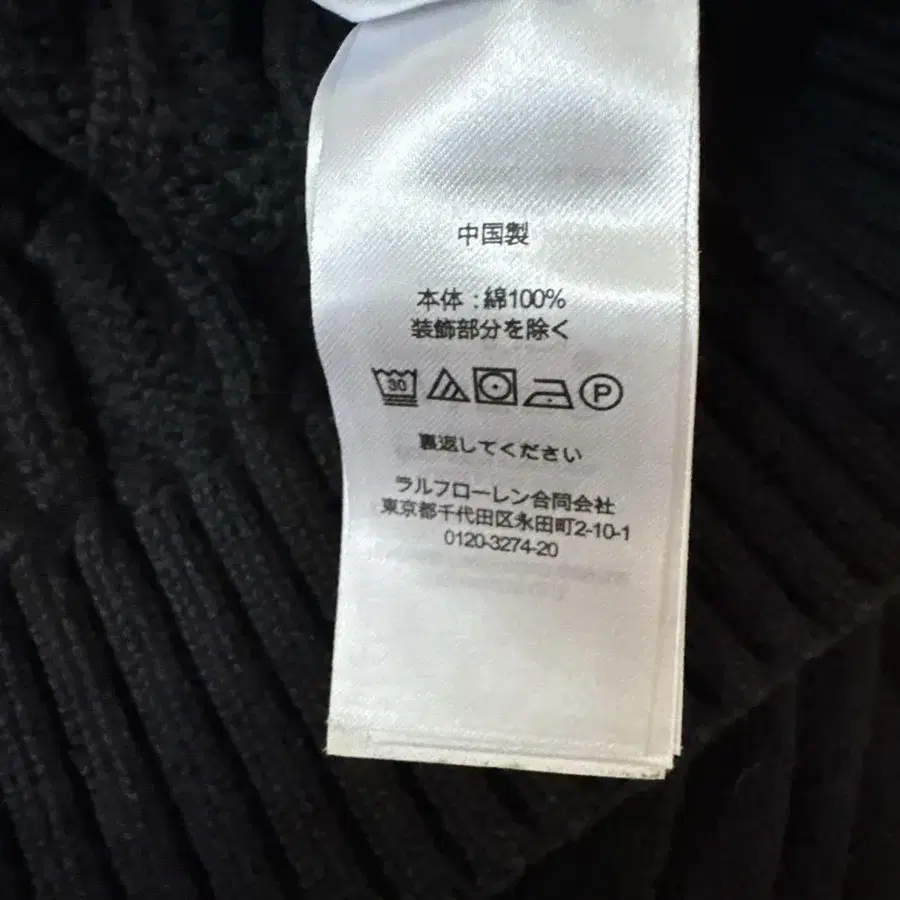 中国製
本体:綿100%
装飾部分を除く
30 P
裏返してください
ラルフローレン合同会社
東京都千代田区永田町2-10-1
0120-3274-20